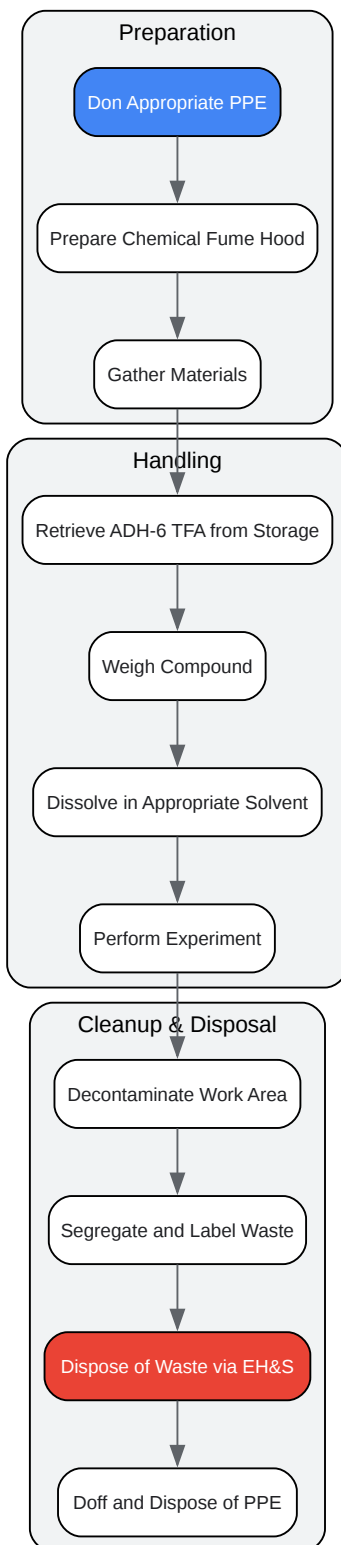 Preparation
Don Appropriate PPE
Prepare Chemical Fume Hood
Gather Materials
Handling
Retrieve ADH-6 TFA from Storage
Weigh Compound
Dissolve in Appropriate Solvent
Perform Experiment
Cleanup & Disposal
Decontaminate Work Area
Segregate and Label Waste
Dispose of Waste via EH&S
Doff and Dispose of PPE